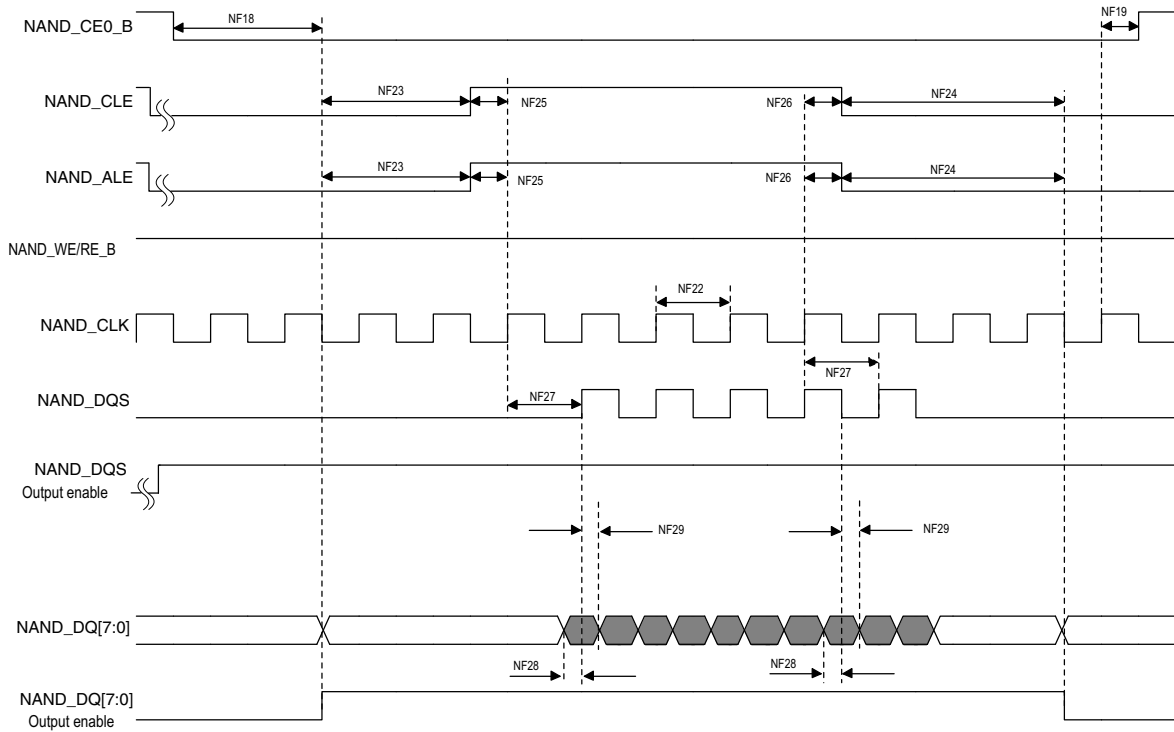 NAND_CE0_B
NF18
NF19
NAND_CLE
NF23
NF25
NF26
NF24
NAND_ALE
NF23
NF25
NF26
NF24
NAND_WE/RE_B
NF22
NAND_CLK
NF27
NAND_DQS
NF27
NAND_DQS
Output enable
NF29
NF29
NAND_DQ[7:0]
NF28
NF28
NAND_DQ[7:0]
Output enable